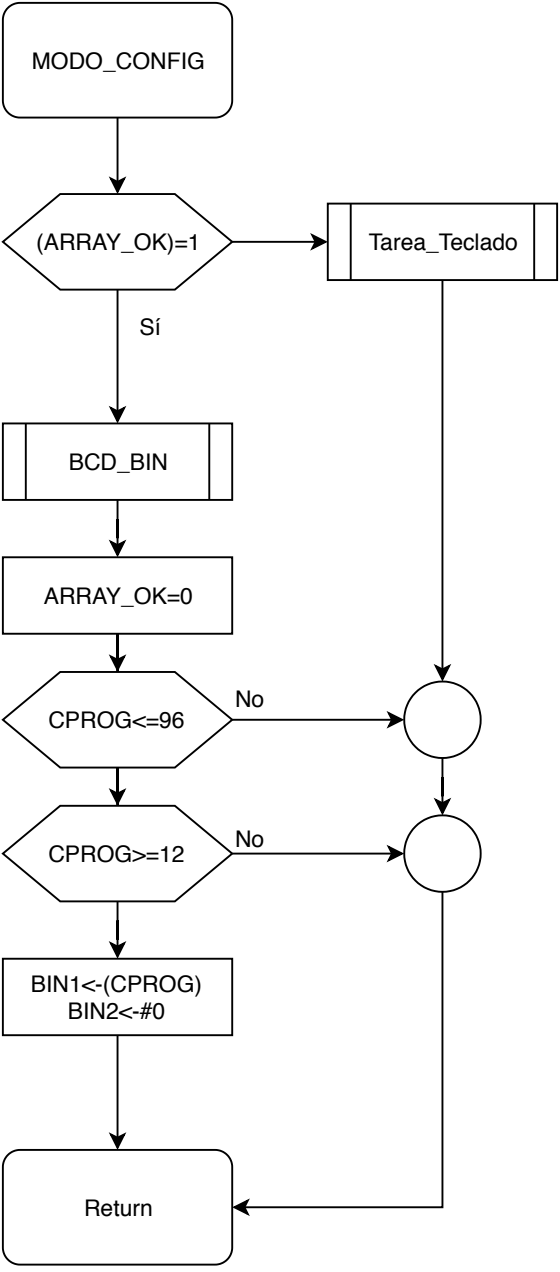 MODO_CONFIG
(ARRAY_OK)=1
Tarea_Teclado
Sí
BCD_BIN
ARRAY_OK=0
CPROG<=96
No
CPROG>=12
No
BIN1<-(CPROG)
BIN2<-#0
Return